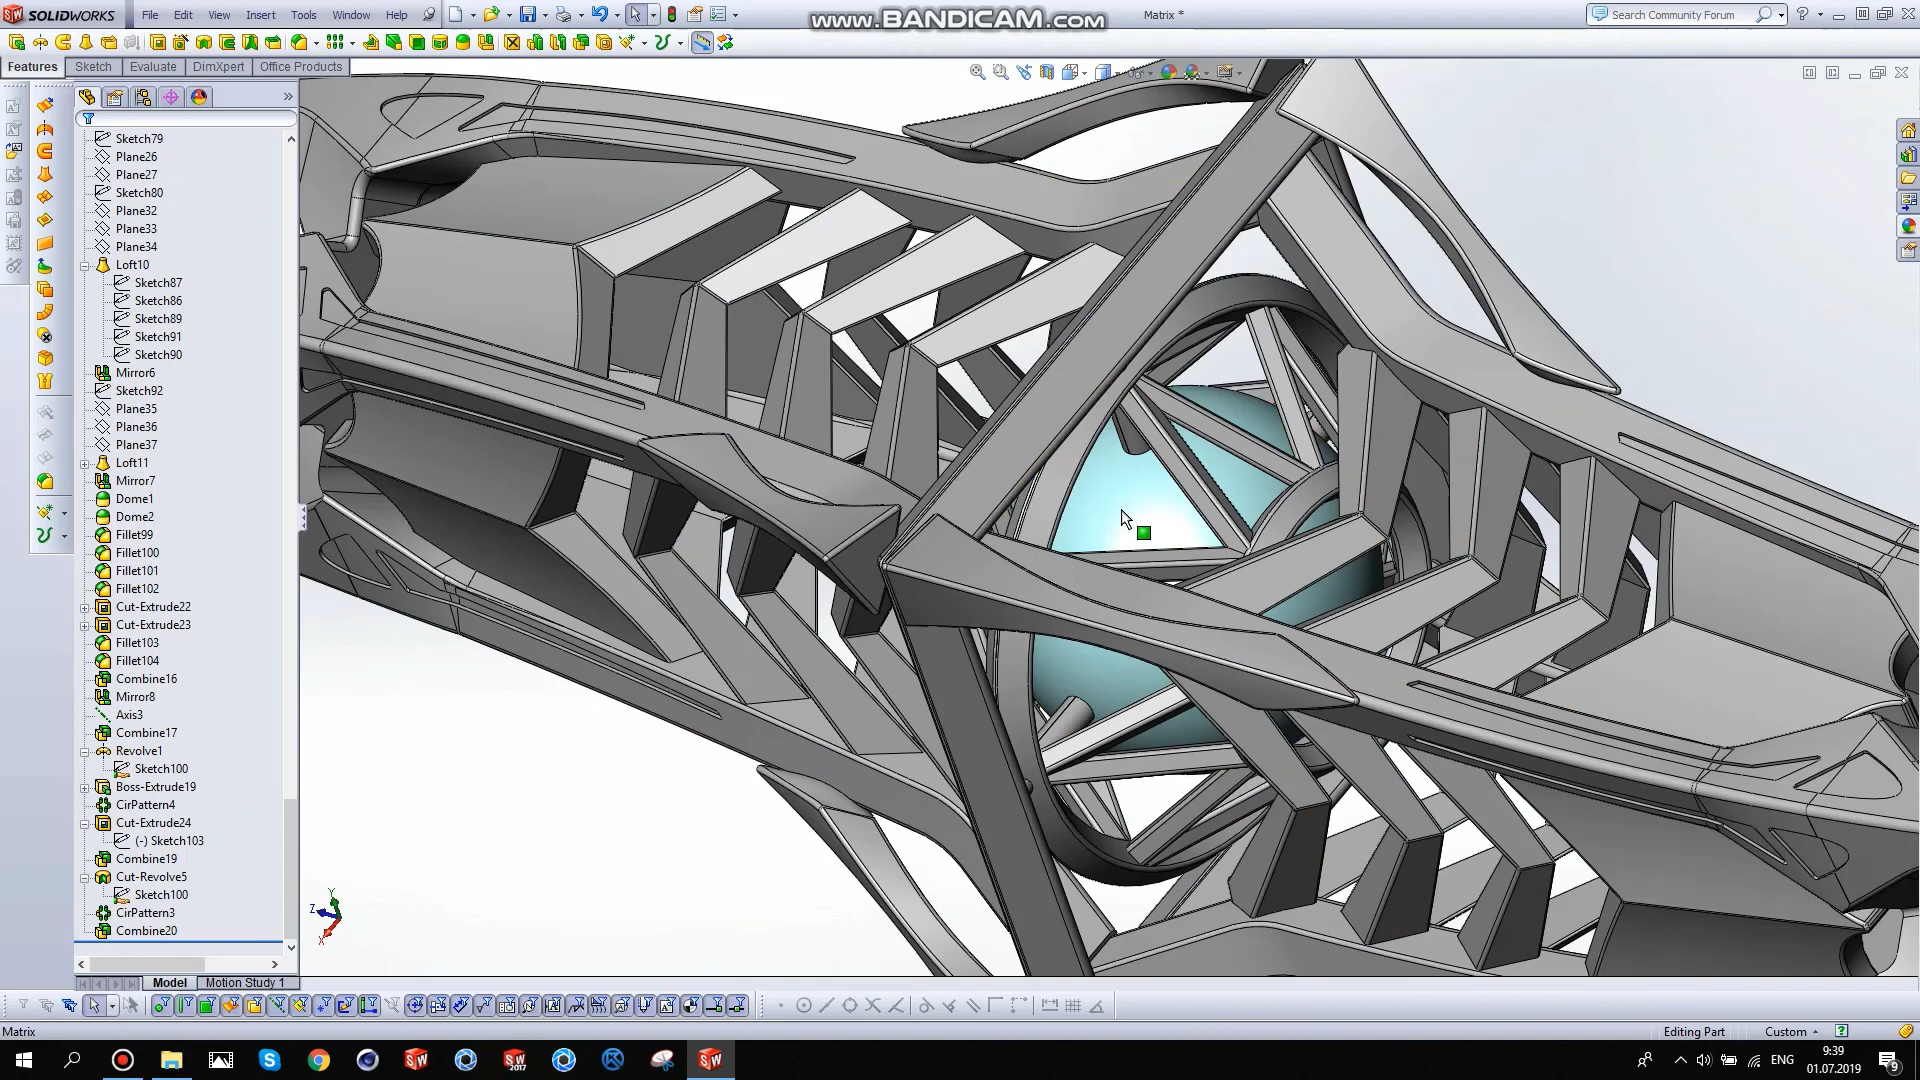 SOLIDWORKS File Edit View Insert Tools Window Help
www.BANDICAM.com
Matrix *
Search Community Forum
Features Sketch Evaluate DimXpert Office Products
Sketch79
Plane26
Plane27
Sketch80
Plane32
Plane33
Plane34
Loft10
Sketch87
Sketch86
Sketch89
Sketch91
Sketch90
Mirror6
Sketch92
Plane35
Plane36
Plane37
Loft11
Mirror7
Dome1
Dome2
Fillet99
Fillet100
Fillet101
Fillet102
Cut-Extrude22
Cut-Extrude23
Fillet103
Fillet104
Combine16
Mirror8
Axis3
Combine17
Revolve1
Sketch100
Boss-Extrude19
CirPattern4
Cut-Extrude24
(-) Sketch103
Combine19
Cut-Revolve5
Sketch100
CirPattern3
Combine20
Y
Z
X
Model Motion Study 1
Matrix Editing Part Custom
ENG
9:39
01.07.2019
9
2017